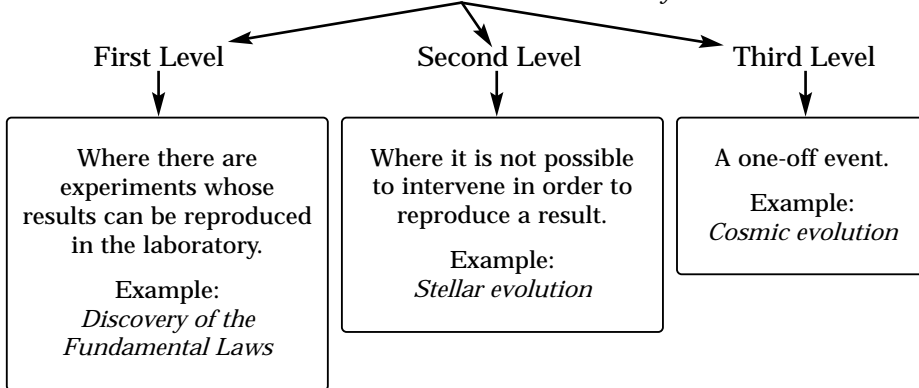 First Level
Second Level
Third Level
Where there are
experiments whose
results can be reproduced
in the laboratory.
Example:
Discovery of the
Fundamental Laws
Where it is not possible
to intervene in order to
reproduce a result.
Example:
Stellar evolution
A one-off event.
Example:
Cosmic evolution